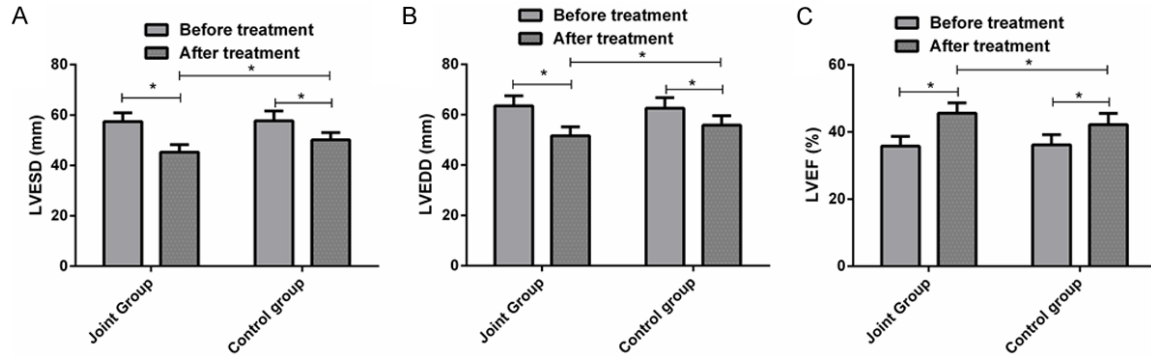 A
Before treatment
After treatment
LVESD (mm)
80
60
40
20
0
*
*
*
Joint Group
Control group
B
Before treatment
After treatment
LVEDD (mm)
80
60
40
20
0
*
*
*
Joint Group
Control group
C
Before treatment
After treatment
LVEF (%)
60
40
20
0
*
*
*
Joint Group
Control group